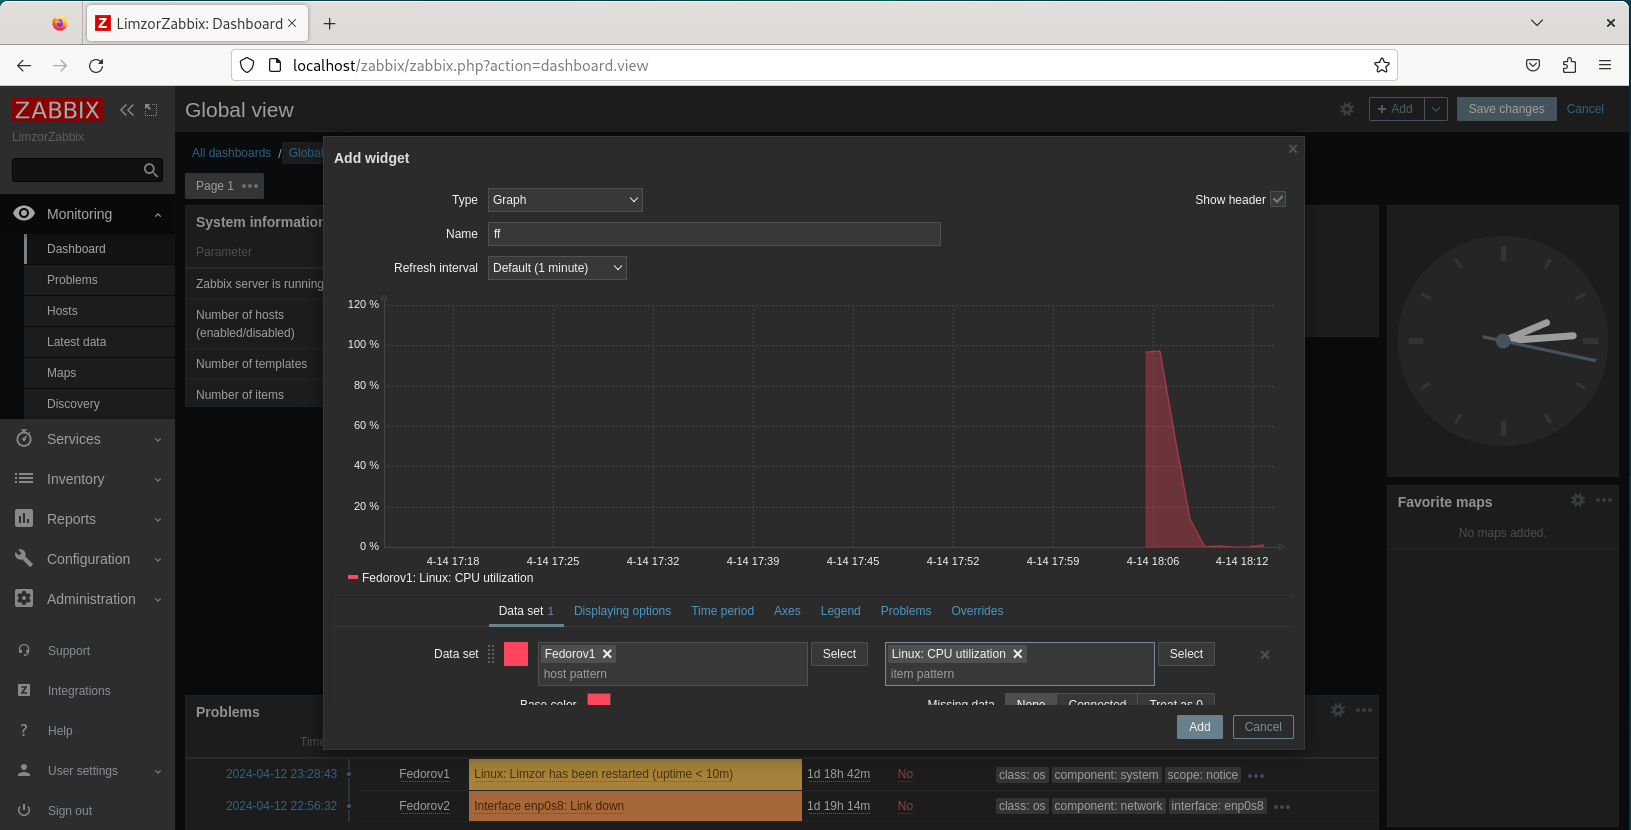 LimzorZabbix: Dashboard
localhost/zabbix/zabbix.php?action=dashboard.view
ZABBIX
LimzorZabbix
Global view
Add
Save changes
Cancel
All dashboards / Global
Page 1
Monitoring
Dashboard
Problems
Hosts
Latest data
Maps
Discovery
Services
Inventory
Reports
Configuration
Administration
Support
Integrations
Help
User settings
Sign out
System information
Parameter
Zabbix server is running
Number of hosts
(enabled/disabled)
Number of templates
Number of items
Add widget
Type Graph
Show header
Name ff
Refresh interval Default (1 minute)
120 %
100 %
80 %
60 %
40 %
20 %
0 %
4-14 17:18 4-14 17:25 4-14 17:32 4-14 17:39 4-14 17:45 4-14 17:52 4-14 17:59 4-14 18:06 4-14 18:12
Fedorov1: Linux: CPU utilization
Data set 1 Displaying options Time period Axes Legend Problems Overrides
Data set Fedorov1 Select Linux: CPU utilization Select
host pattern item pattern
Base color Missing data None Connected Treat as 0
Add Cancel
Favorite maps
No maps added.
Problems
Time
2024-04-12 23:28:43 Fedorov1 Linux: Limzor has been restarted (uptime < 10m) 1d 18h 42m No class: os component: system scope: notice
2024-04-12 22:56:32 Fedorov2 Interface enp0s8: Link down 1d 19h 14m No class: os component: network interface: enp0s8